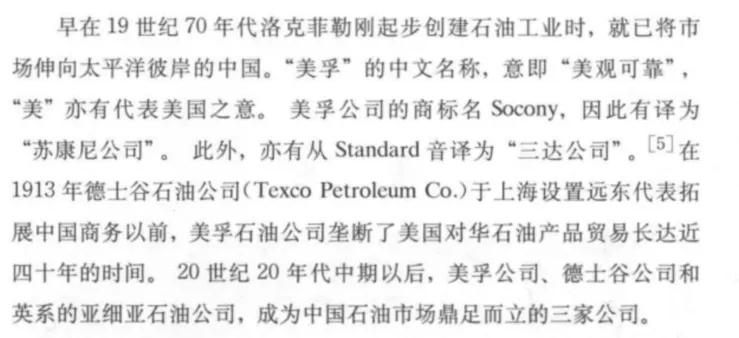 早在19世纪70年代洛克菲勒刚起步创建石油工业时，就已将市
场伸向太平洋彼岸的中国。“美孚”的中文名称，意即“美观可靠”，
“美”亦有代表美国之意。 美孚公司的商标名 Socony，因此有译为
“苏康尼公司”。 此外，亦有从 Standard 音译为“三达公司”。[5]在
1913年德士谷石油公司(Texco Petroleum Co.)于上海设置远东代表拓
展中国商务以前，美孚石油公司垄断了美国对华石油产品贸易长达近
四十年的时间。 20世纪20年代中期以后，美孚公司、德士谷公司和
英系的亚细亚石油公司，成为中国石油市场鼎足而立的三家公司。